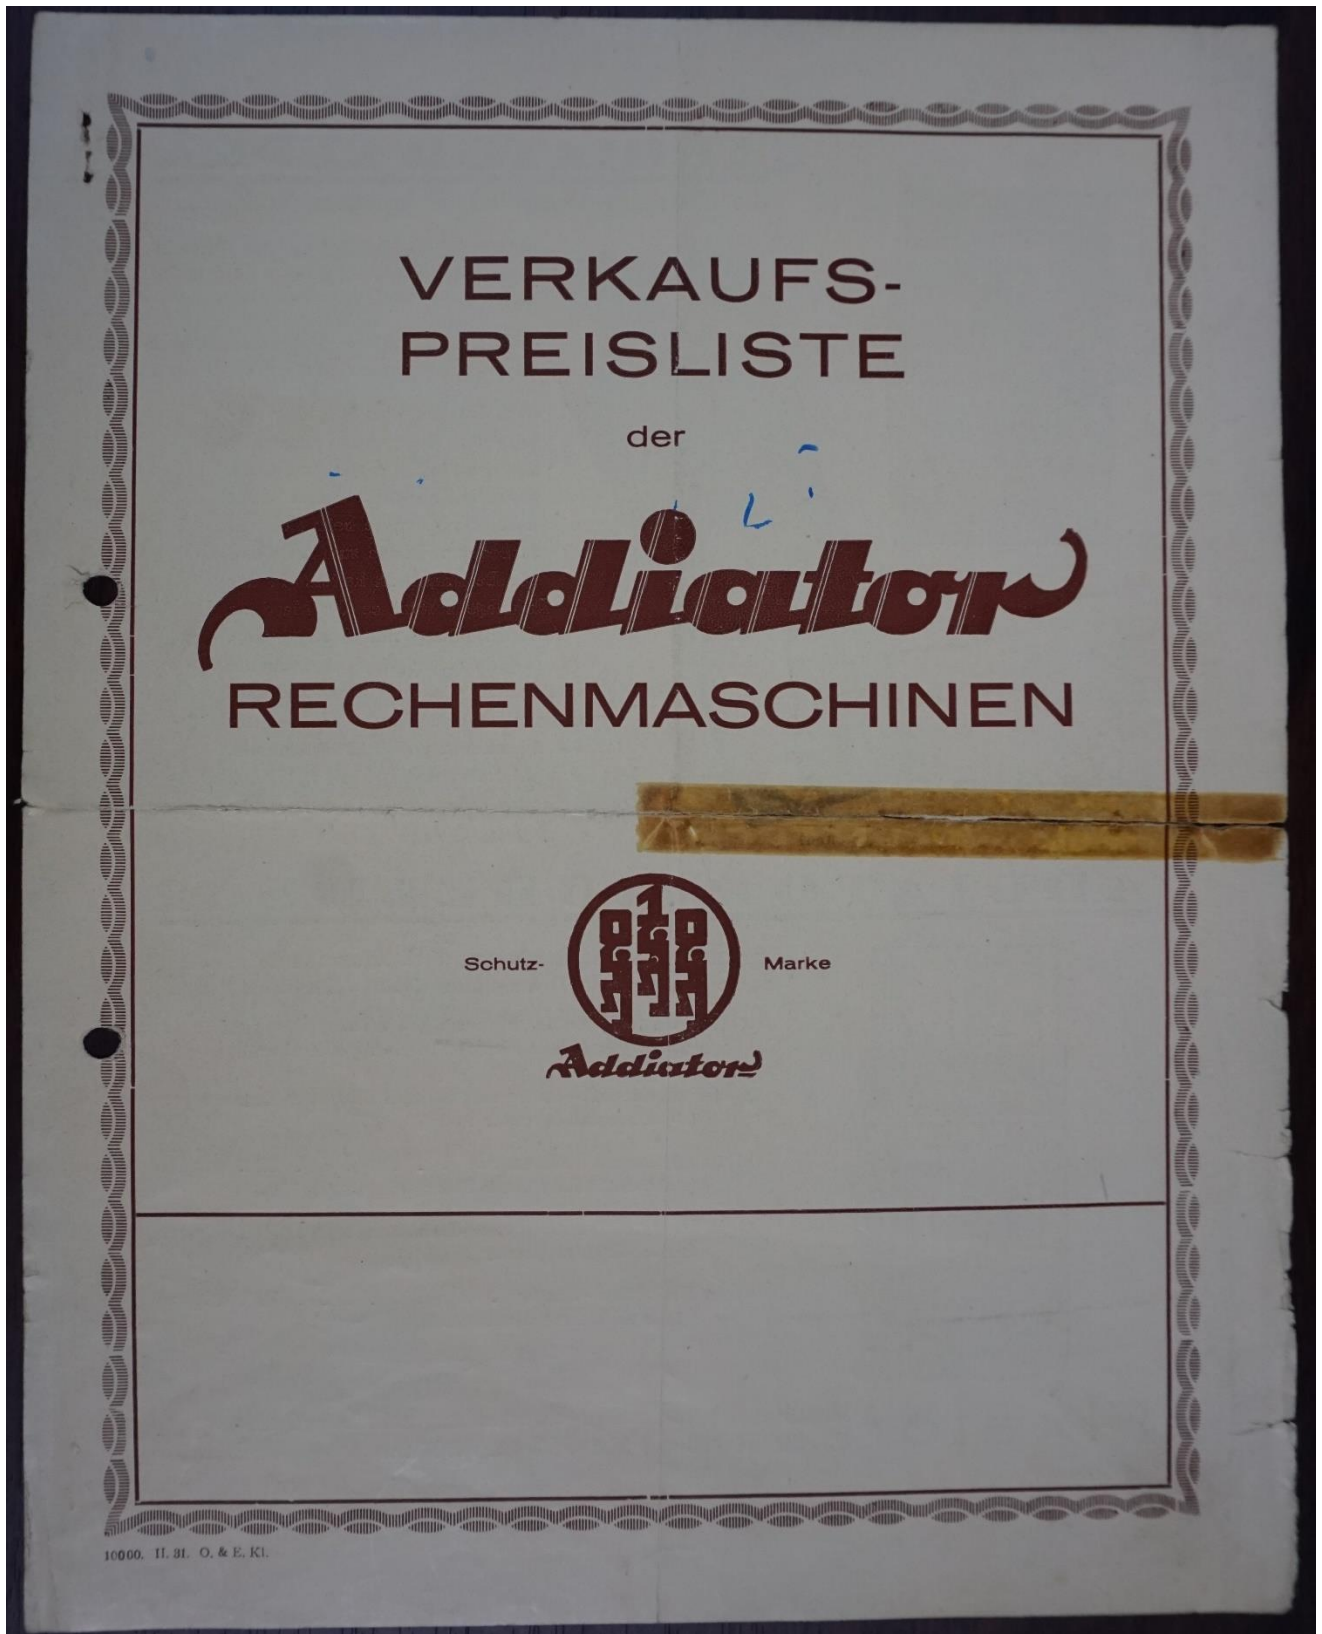 VERKAUFS-
PREISLISTE
der
Addiator
RECHENMASCHINEN
Schutz- Marke
Addiator
10000. II. 31. O. & E. Kl.